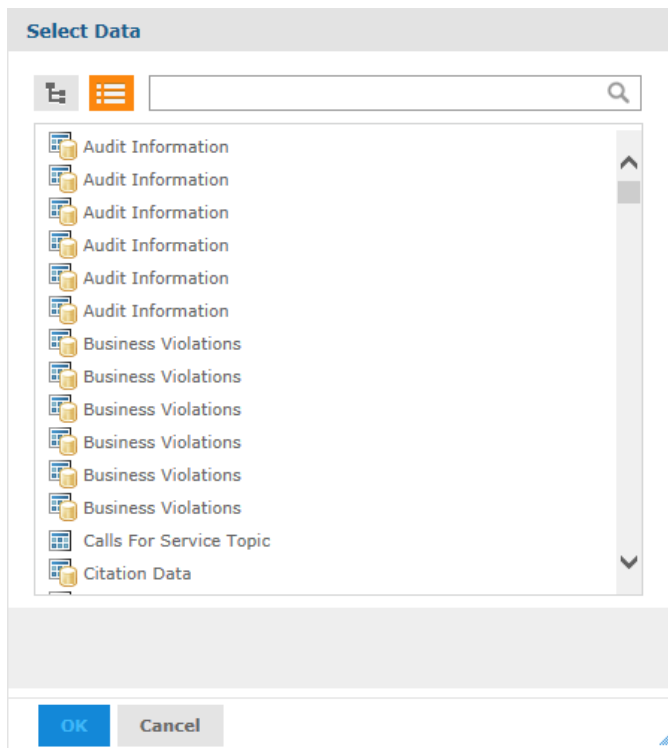 Select Data
Audit Information
Audit Information
Audit Information
Audit Information
Audit Information
Audit Information
Business Violations
Business Violations
Business Violations
Business Violations
Business Violations
Business Violations
Calls For Service Topic
Citation Data
OK Cancel